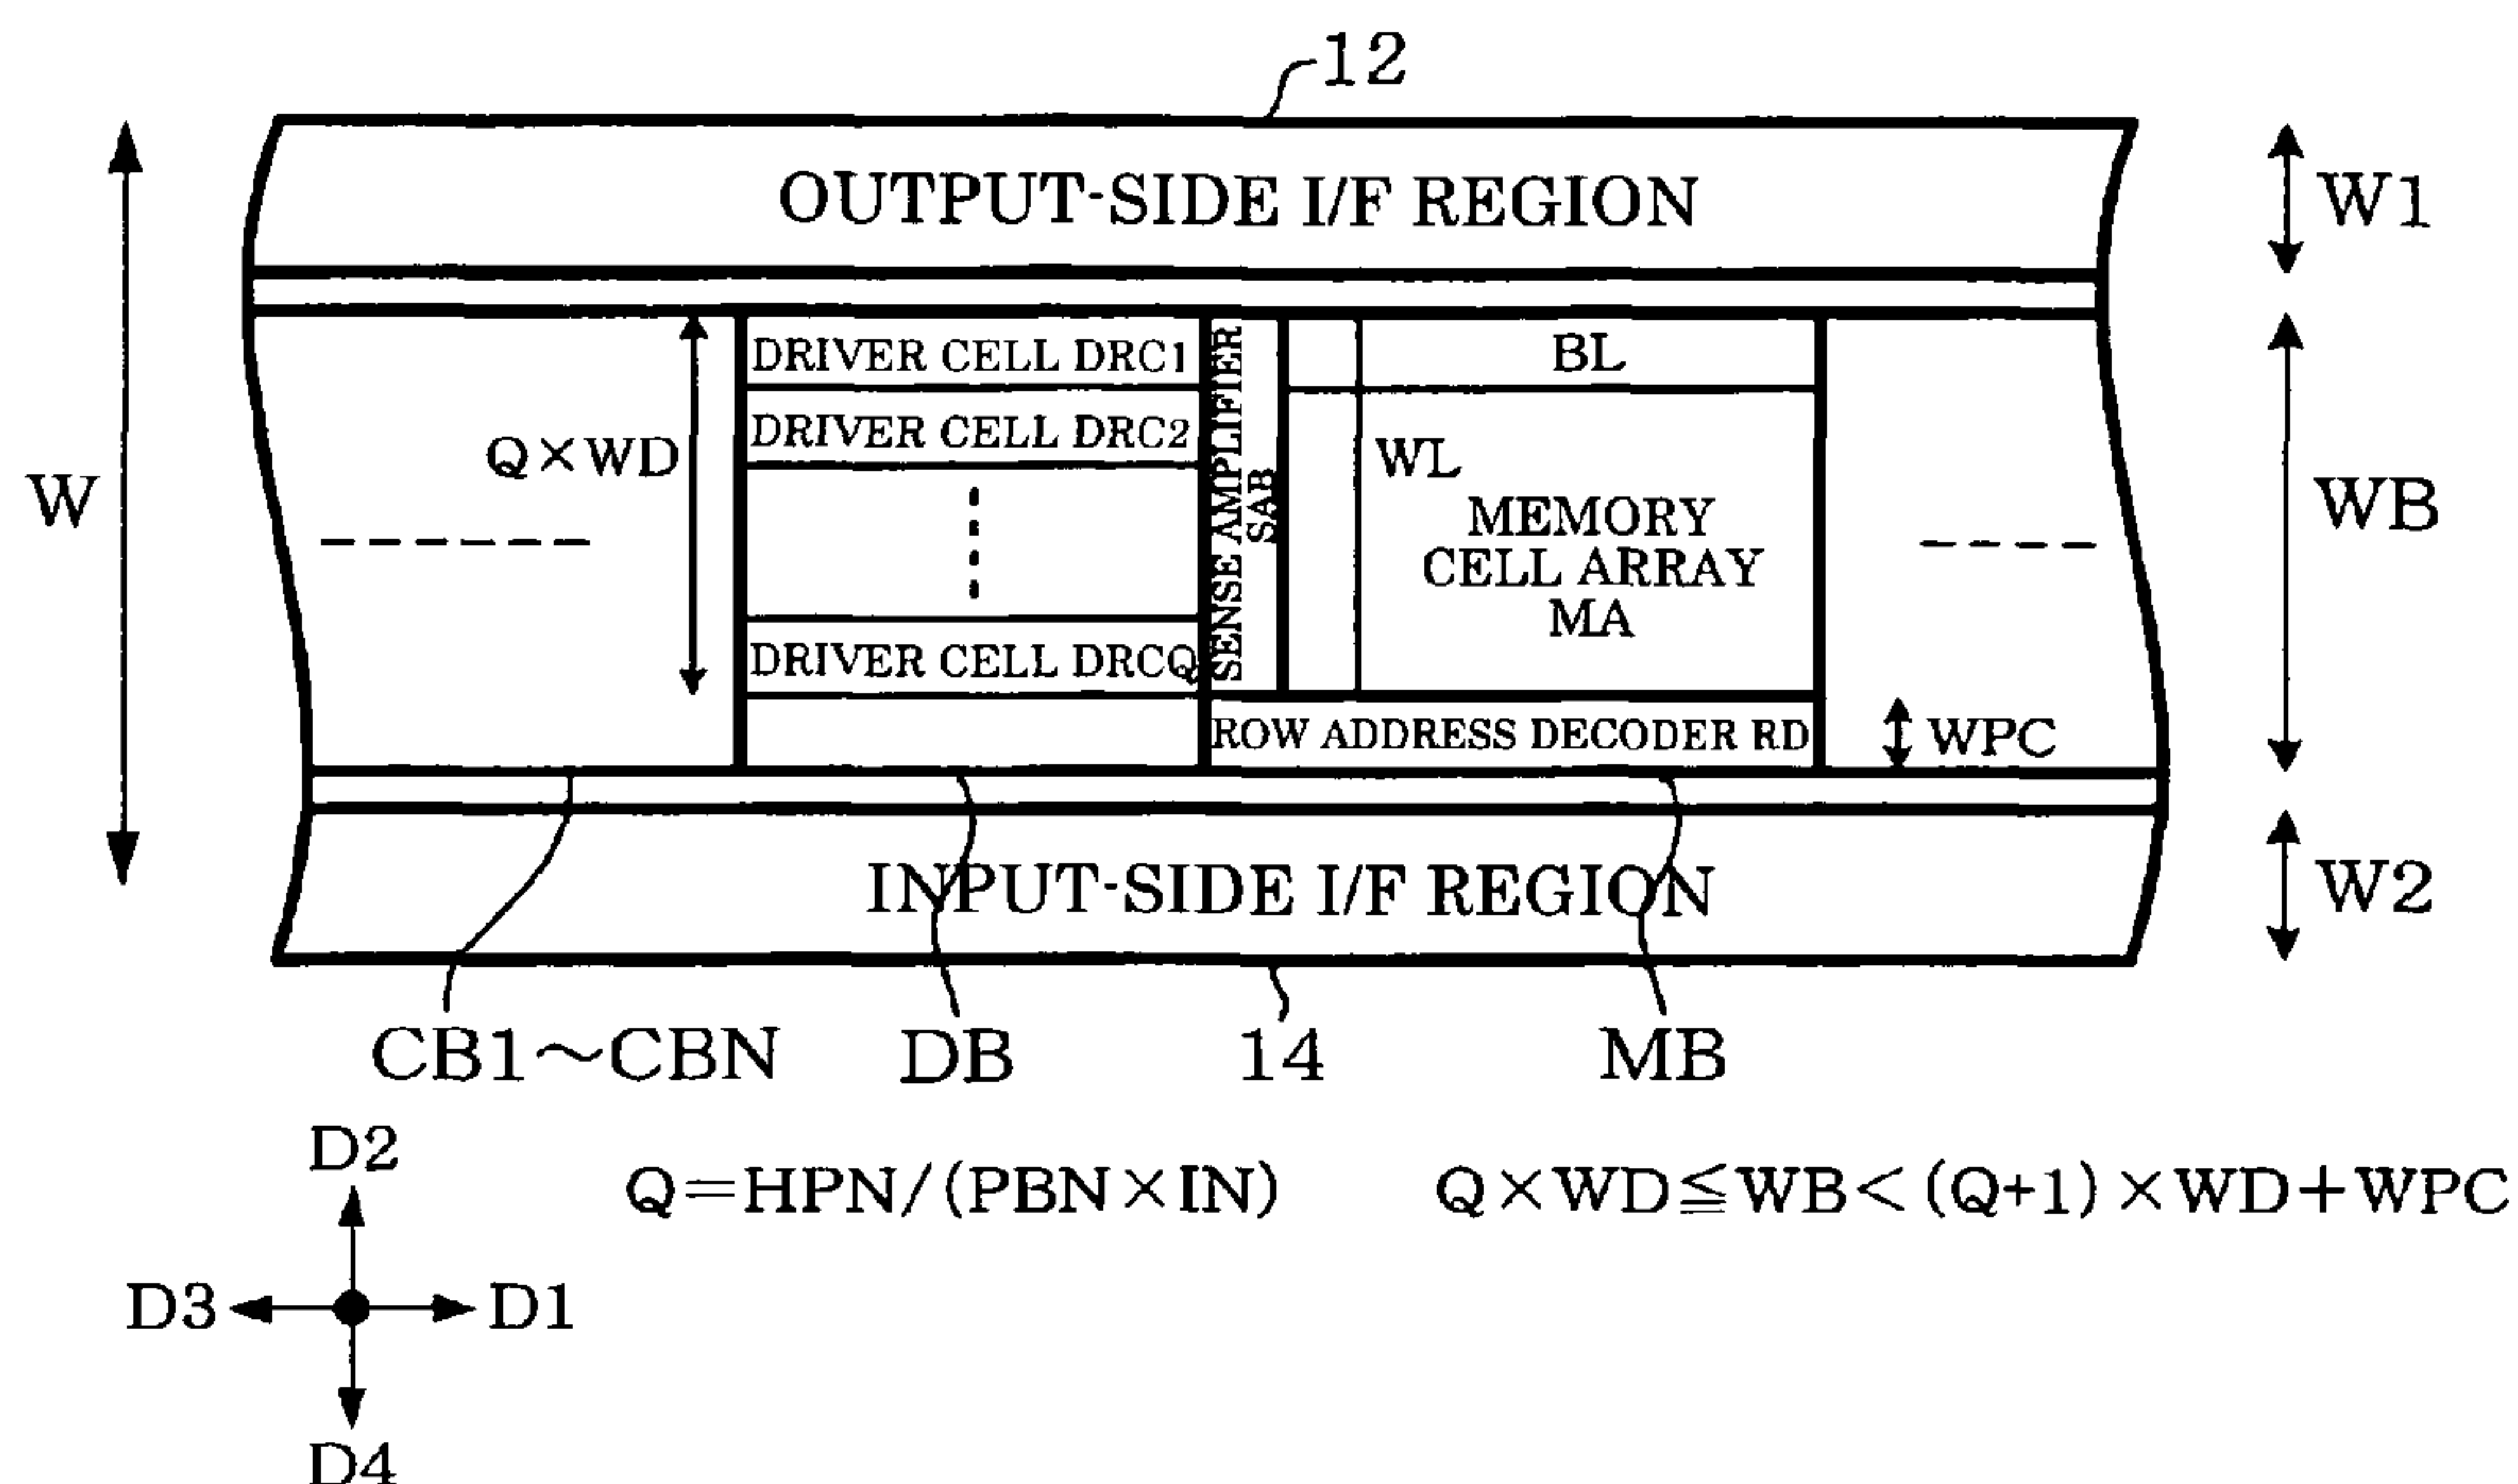 12
OUTPUT-SIDE I/F REGION
W1
DRIVER CELL DRC1
BL
DRIVER CELL DRC2
Q×WD
SENSE AMPLIFIER
SAB
WL
W
WB
MEMORY
CELL ARRAY
MA
DRIVER CELL DRCQ
ROW ADDRESS DECODER RD
WPC
INPUT-SIDE I/F REGION
W2
CB1～CBN
DB
14
MB
D2
Q=HPN/(PBN×IN)
Q×WD≦WB<(Q+1)×WD+WPC
D3
D1
D4